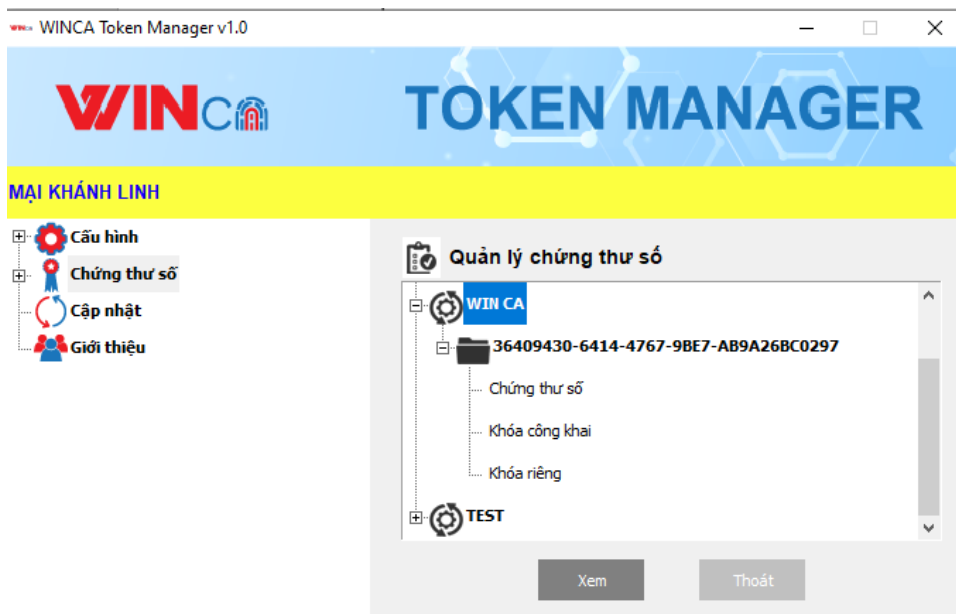 WINCA Token Manager v1.0
WINCA
TOKEN MANAGER
MẠI KHÁNH LINH
Cấu hình
Chứng thư số
Cập nhật
Giới thiệu
Quản lý chứng thư số
WIN CA
36409430-6414-4767-9BE7-AB9A26BC0297
Chứng thư số
Khóa công khai
Khóa riêng
TEST
Xem
Thoát